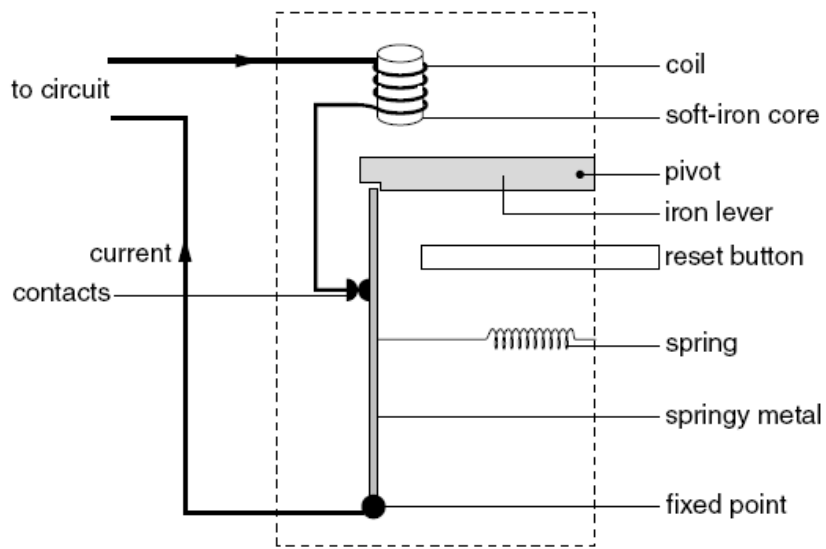 to circuit
current
contacts
coil
soft-iron core
pivot
iron lever
reset button
spring
springy metal
fixed point